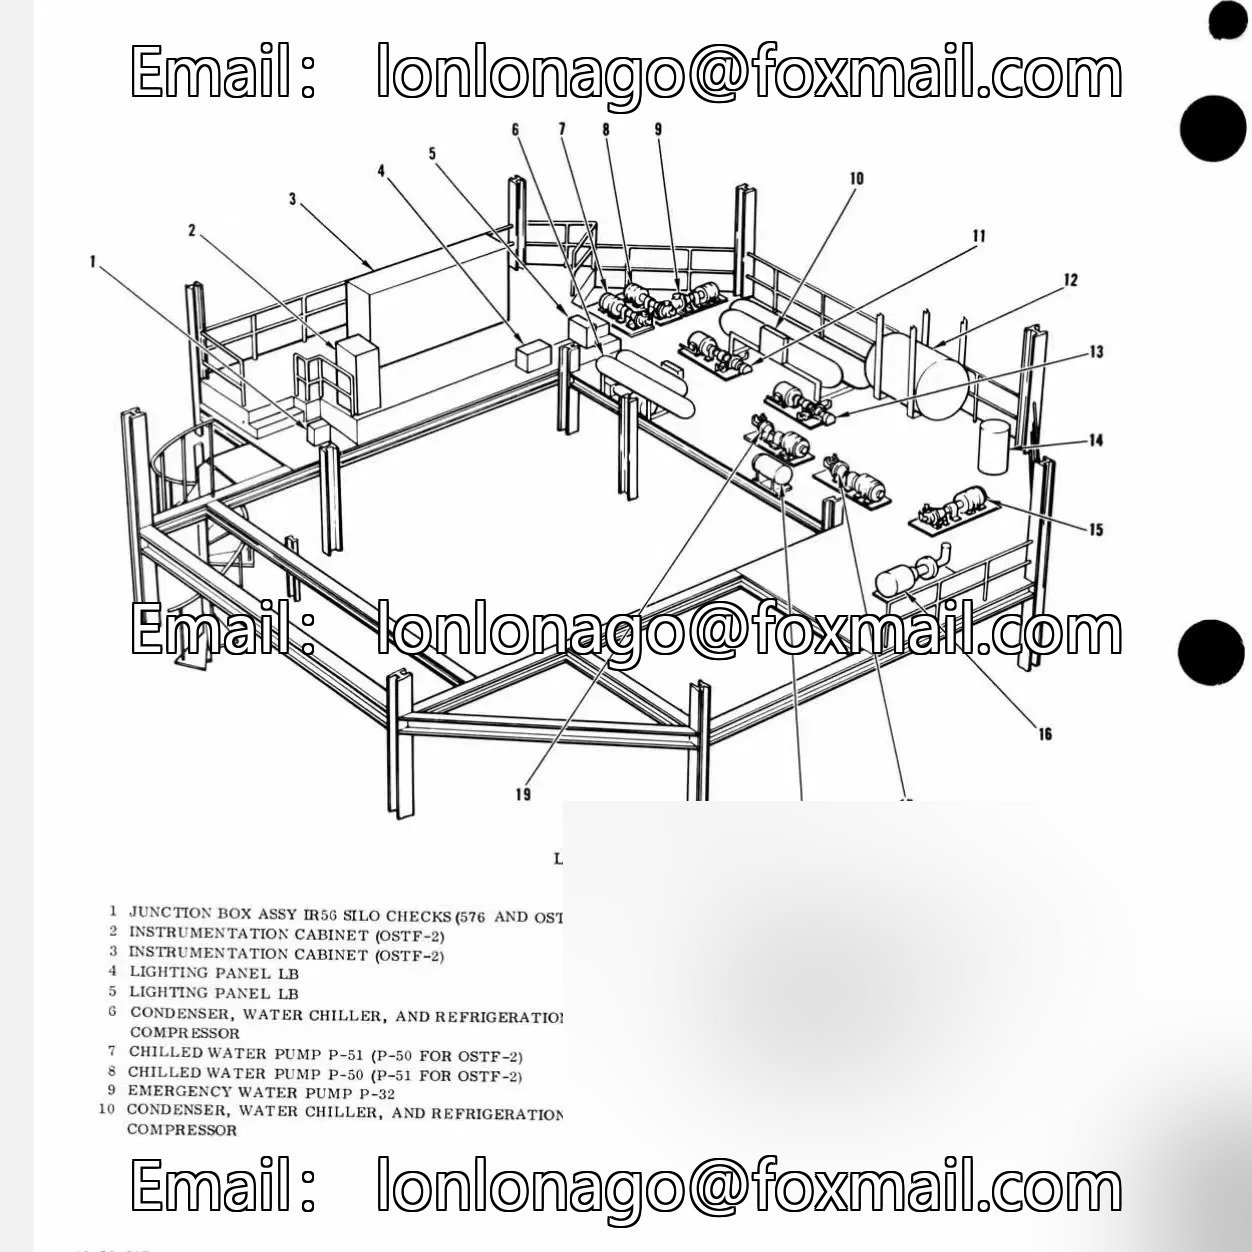 Email: lonlonago@foxmail.com
6 7 8 9
5
4 10
3
2 11
1 12
13
14
15
Email: lonlonago@foxmail.com
16
19
L
1 JUNCTION BOX ASSY IR56 SILO CHECKS (576 AND OST
2 INSTRUMENTATION CABINET (OSTF-2)
3 INSTRUMENTATION CABINET (OSTF-2)
4 LIGHTING PANEL LB
5 LIGHTING PANEL LB
6 CONDENSER, WATER CHILLER, AND REFRIGERATION
COMPRESSOR
7 CHILLED WATER PUMP P-51 (P-50 FOR OSTF-2)
8 CHILLED WATER PUMP P-50 (P-51 FOR OSTF-2)
9 EMERGENCY WATER PUMP P-32
10 CONDENSER, WATER CHILLER, AND REFRIGERATION
COMPRESSOR
Email: lonlonago@foxmail.com